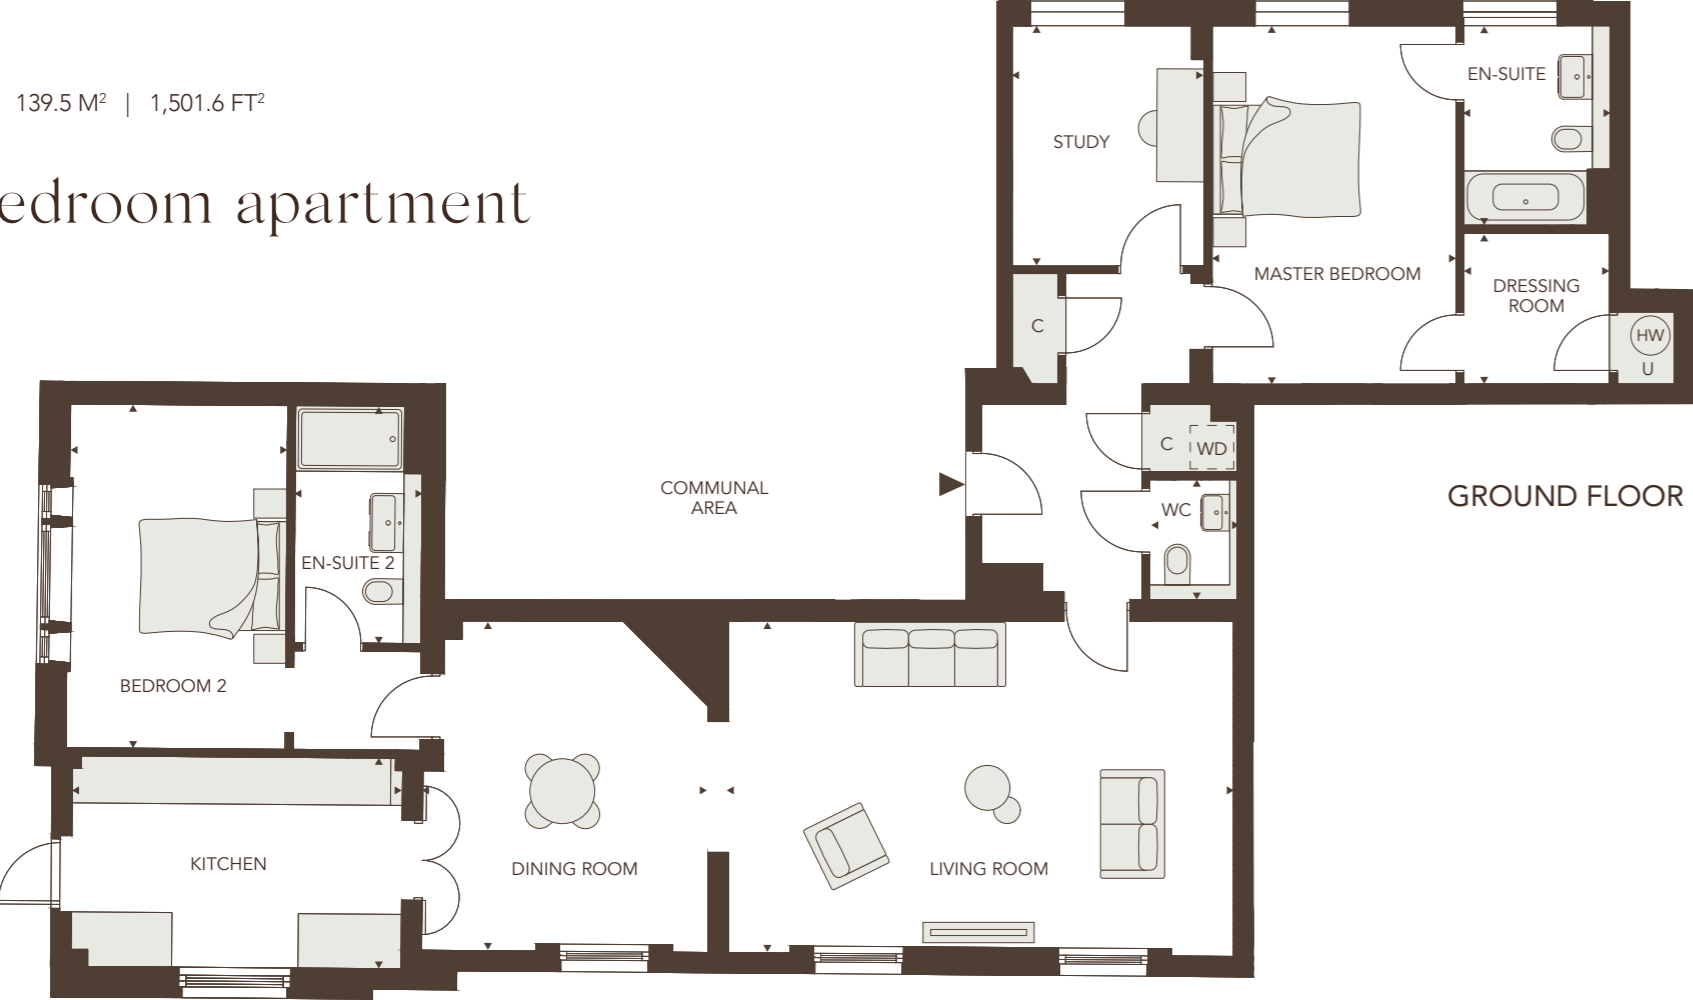 139.5 M² | 1,501.6 FT²
edroom apartment
STUDY
EN-SUITE
MASTER BEDROOM
DRESSING
ROOM
C
HW
U
C
WD
WC
COMMUNAL
AREA
GROUND FLOOR
EN-SUITE 2
BEDROOM 2
KITCHEN
DINING ROOM
LIVING ROOM